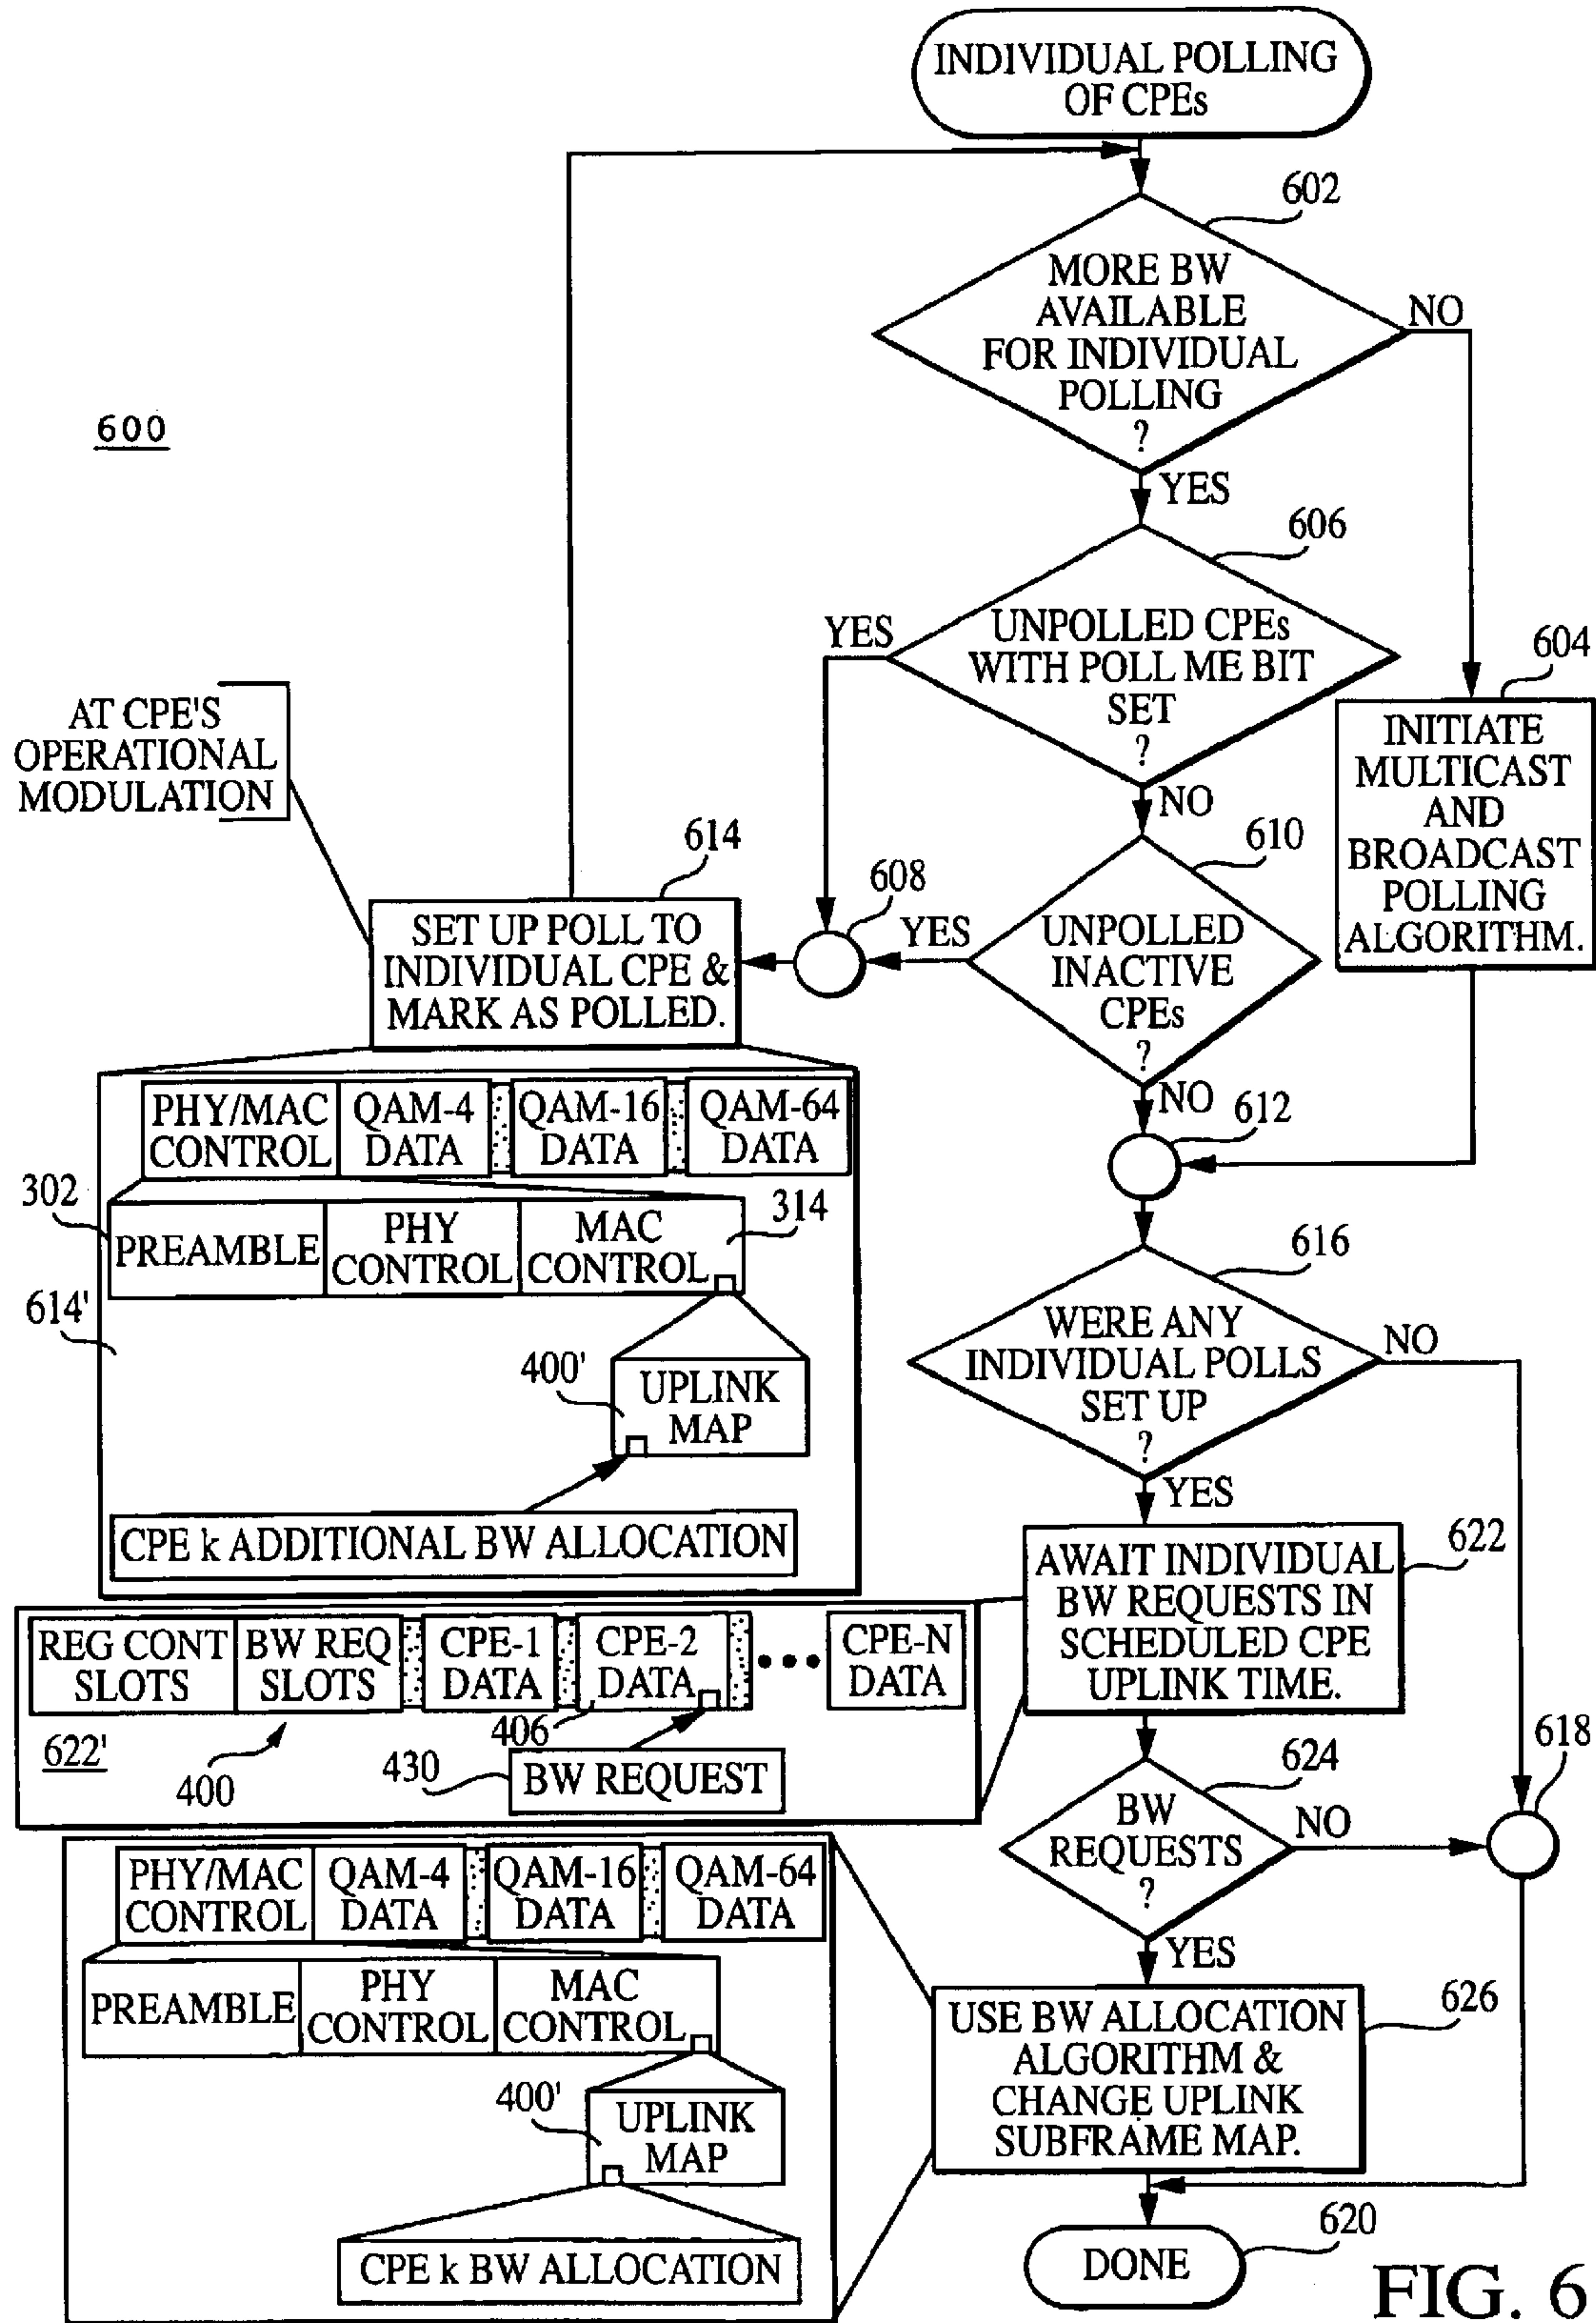 INDIVIDUAL POLLING
OF CPEs
602
MORE BW
AVAILABLE
FOR INDIVIDUAL
POLLING
?
NO
YES
600
606
UNPOLLED CPEs
WITH POLL ME BIT
SET
?
YES
NO
604
INITIATE
MULTICAST
AND
BROADCAST
POLLING
ALGORITHM.
AT CPE'S
OPERATIONAL
MODULATION
614
SET UP POLL TO
INDIVIDUAL CPE &
MARK AS POLLED.
608
YES
610
UNPOLLED
INACTIVE
CPEs
?
NO
612
PHY/MAC
CONTROL
QAM-4
DATA
QAM-16
DATA
QAM-64
DATA
302
PREAMBLE
PHY
CONTROL
MAC
CONTROL
314
614'
400'
UPLINK
MAP
CPE k ADDITIONAL BW ALLOCATION
616
WERE ANY
INDIVIDUAL POLLS
SET UP
?
NO
YES
622
AWAIT INDIVIDUAL
BW REQUESTS IN
SCHEDULED CPE
UPLINK TIME.
REG CONT
SLOTS
BW REQ
SLOTS
CPE-1
DATA
CPE-2
DATA
CPE-N
DATA
622'
400
406
430
BW REQUEST
624
BW
REQUESTS
?
NO
618
YES
PHY/MAC
CONTROL
QAM-4
DATA
QAM-16
DATA
QAM-64
DATA
PREAMBLE
PHY
CONTROL
MAC
CONTROL
400'
UPLINK
MAP
CPE k BW ALLOCATION
626
USE BW ALLOCATION
ALGORITHM &
CHANGE UPLINK
SUBFRAME MAP.
620
DONE
FIG. 6